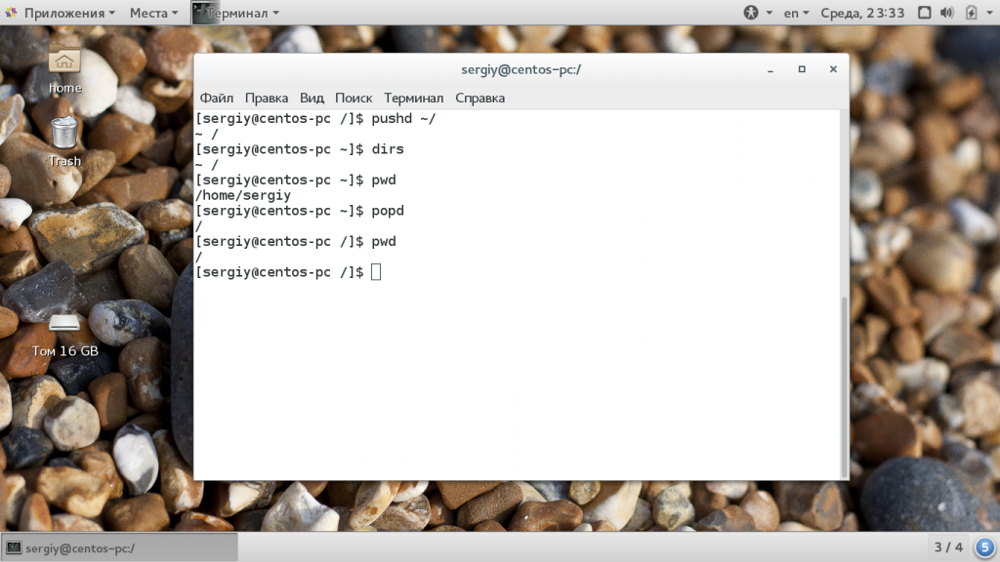 Приложения Места Терминал en Среда, 23:33
home
Trash
Том 16 GB
sergiy@centos-pc:/
Файл Правка Вид Поиск Терминал Справка
[sergiy@centos-pc /]$ pushd ~/
~ /
[sergiy@centos-pc ~]$ dirs
~ /
[sergiy@centos-pc ~]$ pwd
/home/sergiy
[sergiy@centos-pc ~]$ popd
/
[sergiy@centos-pc /]$ pwd
/
[sergiy@centos-pc /]$
sergiy@centos-pc:/ 3 / 4 5